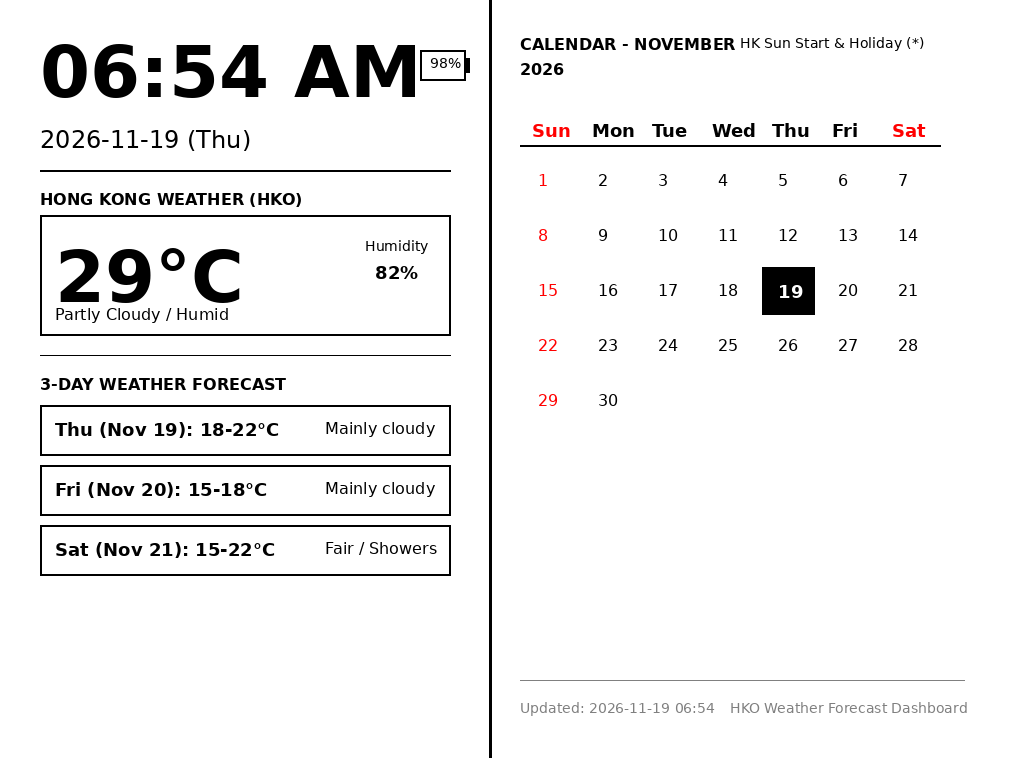 06:54 AM
98%
2026-11-19 (Thu)
HONG KONG WEATHER (HKO)
29°C
Humidity
82%
Partly Cloudy / Humid
3-DAY WEATHER FORECAST
Thu (Nov 19): 18-22°C Mainly cloudy
Fri (Nov 20): 15-18°C Mainly cloudy
Sat (Nov 21): 15-22°C Fair / Showers
CALENDAR - NOVEMBER HK Sun Start & Holiday (*)
2026
Sun Mon Tue Wed Thu Fri Sat
1 2 3 4 5 6 7
8 9 10 11 12 13 14
15 16 17 18 19 20 21
22 23 24 25 26 27 28
29 30
Updated: 2026-11-19 06:54 HKO Weather Forecast Dashboard